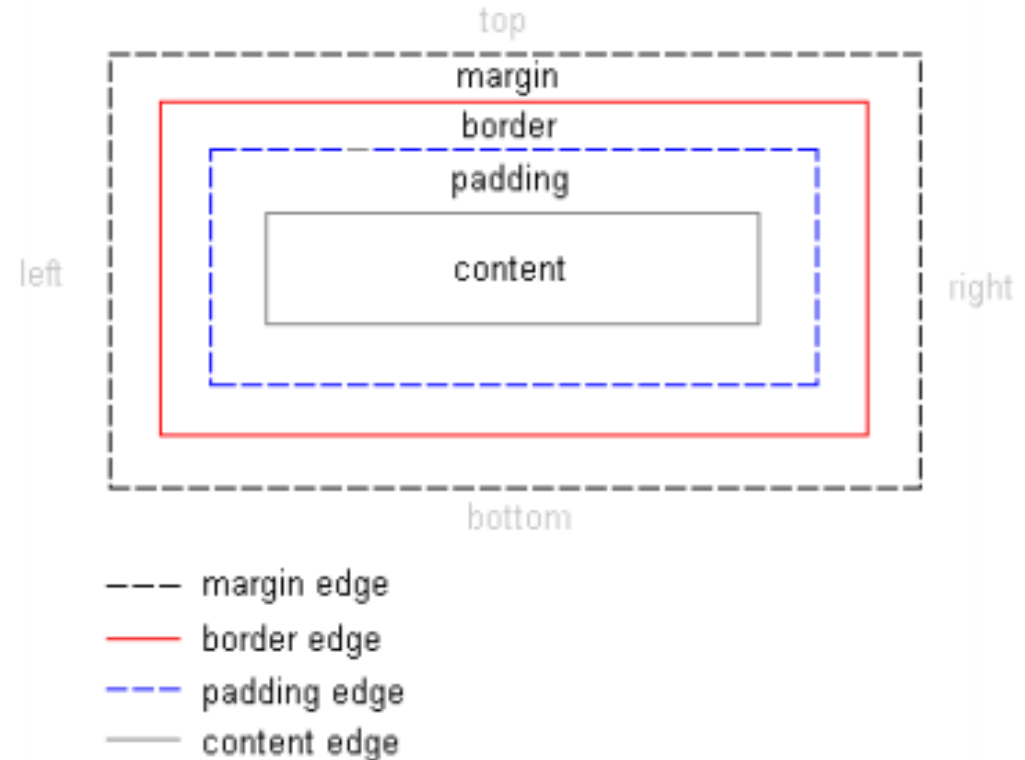 top
margin
border
padding
content
left
right
bottom
margin edge
border edge
padding edge
content edge